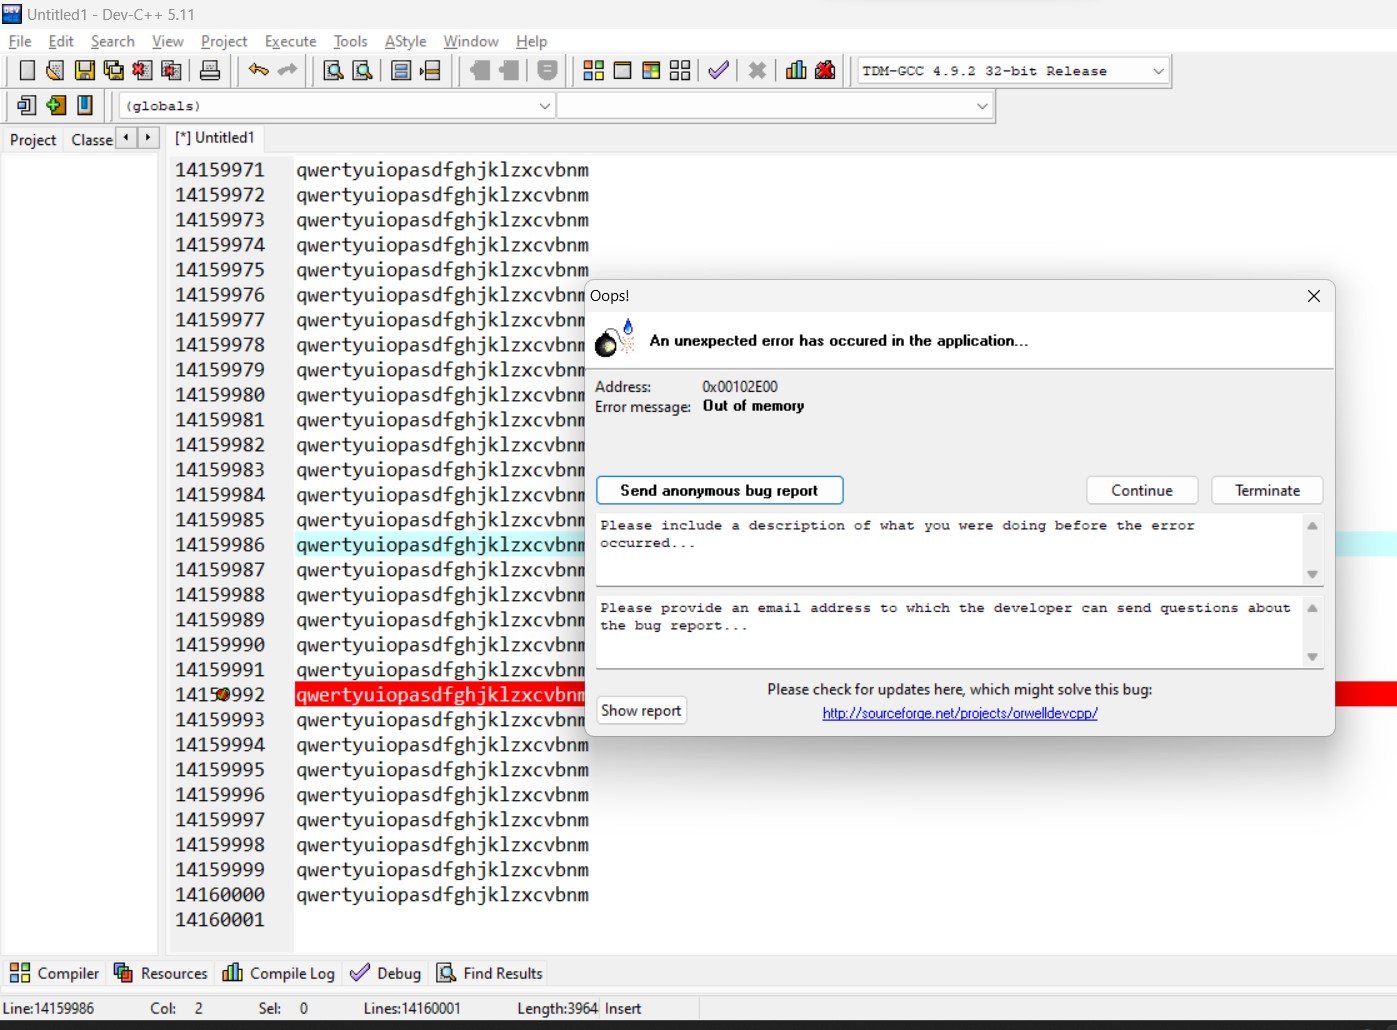 Untitled1 - Dev-C++ 5.11
File Edit Search View Project Execute Tools AStyle Window Help
TDM-GCC 4.9.2 32-bit Release
(globals)
Project Classe [*] Untitled1
14159971 qwertyuiopasdfghjklzxcvbnm
14159972 qwertyuiopasdfghjklzxcvbnm
14159973 qwertyuiopasdfghjklzxcvbnm
14159974 qwertyuiopasdfghjklzxcvbnm
14159975 qwertyuiopasdfghjklzxcvbnm
14159976 qwertyuiopasdfghjklzxcvbnm
14159977 qwertyuiopasdfghjklzxcvbnm
14159978 qwertyuiopasdfghjklzxcvbnm
14159979 qwertyuiopasdfghjklzxcvbnm
14159980 qwertyuiopasdfghjklzxcvbnm
14159981 qwertyuiopasdfghjklzxcvbnm
14159982 qwertyuiopasdfghjklzxcvbnm
14159983 qwertyuiopasdfghjklzxcvbnm
14159984 qwertyuiopasdfghjklzxcvbnm
14159985 qwertyuiopasdfghjklzxcvbnm
14159986 qwertyuiopasdfghjklzxcvbnm
14159987 qwertyuiopasdfghjklzxcvbnm
14159988 qwertyuiopasdfghjklzxcvbnm
14159989 qwertyuiopasdfghjklzxcvbnm
14159990 qwertyuiopasdfghjklzxcvbnm
14159991 qwertyuiopasdfghjklzxcvbnm
14159992 qwertyuiopasdfghjklzxcvbnm
14159993 qwertyuiopasdfghjklzxcvbnm
14159994 qwertyuiopasdfghjklzxcvbnm
14159995 qwertyuiopasdfghjklzxcvbnm
14159996 qwertyuiopasdfghjklzxcvbnm
14159997 qwertyuiopasdfghjklzxcvbnm
14159998 qwertyuiopasdfghjklzxcvbnm
14159999 qwertyuiopasdfghjklzxcvbnm
14160000 qwertyuiopasdfghjklzxcvbnm
14160001
Oops!
An unexpected error has occured in the application...
Address: 0x00102E00
Error message: Out of memory
Send anonymous bug report Continue Terminate
Please include a description of what you were doing before the error
occurred...
Please provide an email address to which the developer can send questions about
the bug report...
Please check for updates here, which might solve this bug:
Show report http://sourceforge.net/projects/orwelldevcpp/
Compiler Resources Compile Log Debug Find Results
Line:14159986 Col: 2 Sel: 0 Lines:14160001 Length:3964 Insert